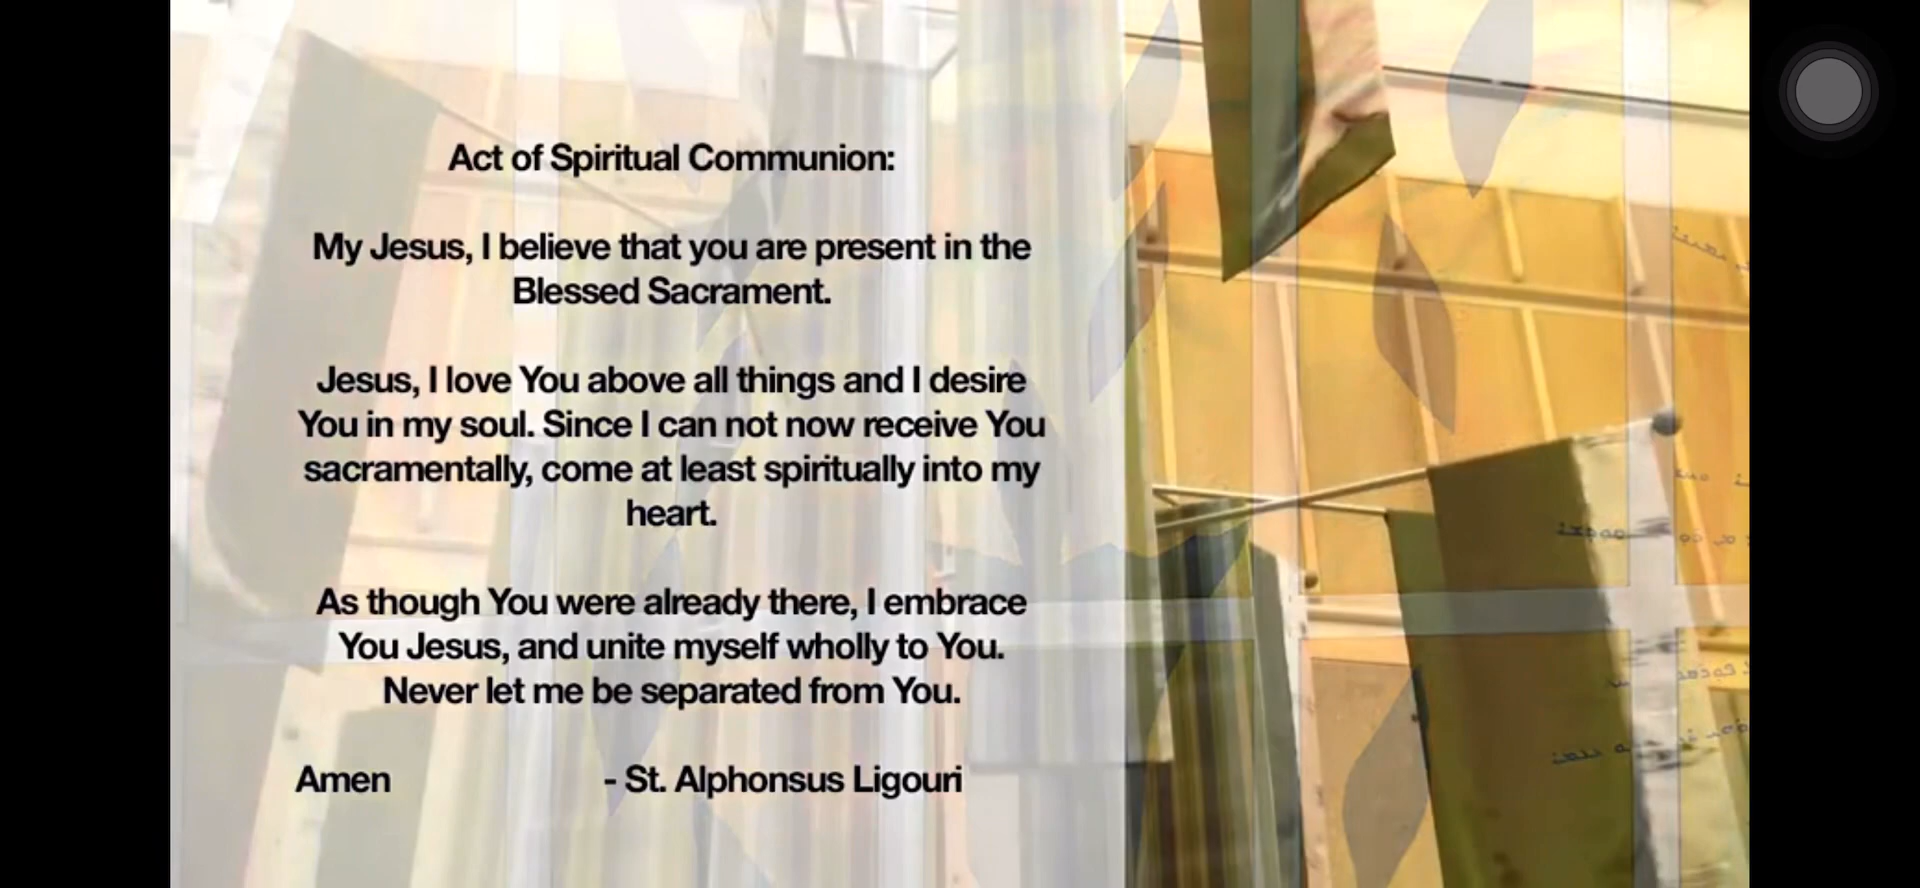 Act of Spiritual Communion:
My Jesus, I believe that you are present in the
Blessed Sacrament.
Jesus, I love You above all things and I desire
You in my soul. Since I can not now receive You
sacramentally, come at least spiritually into my
heart.
As though You were already there, I embrace
You Jesus, and unite myself wholly to You.
Never let me be separated from You.
Amen - St. Alphonsus Ligouri